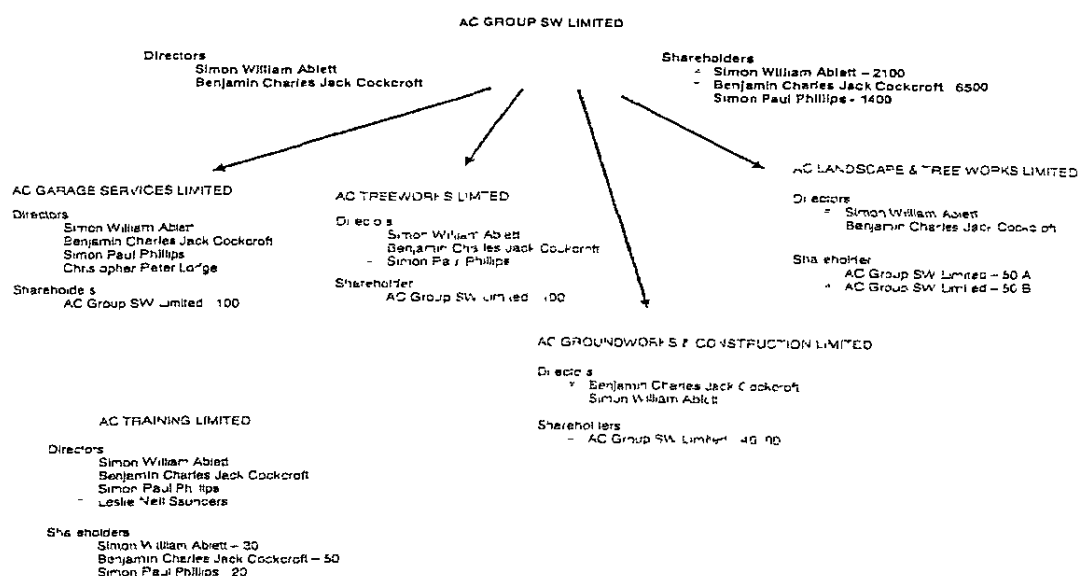 AC GROUP SW LIMITED
Directors
Simon William Ablett
Benjamin Charles Jack Cockcroft
Shareholders
Simon William Ablett – 2100
Benjamin Charles Jack Cockcroft 6500
Simon Paul Phillips - 1400
AC GARAGE SERVICES LIMITED
Directors
Simon William Ablett
Benjamin Charles Jack Cockcroft
Simon Paul Phillips
Christopher Peter Lodge
Shareholders
AC Group SW Limited 100
AC TREEWORKS LIMITED
Directors
Simon William Ablett
Benjamin Charles Jack Cockcroft
Simon Paul Phillips
Shareholder
AC Group SW Limited 100
AC LANDSCAPE & TREE WORKS LIMITED
Directors
Simon William Ablett
Benjamin Charles Jack Cockcroft
Shareholder
AC Group SW Limited – 50 A
AC Group SW Limited – 50 B
AC GROUNDWORKS & CONSTRUCTION LIMITED
Directors
Benjamin Charles Jack Cockcroft
Simon William Ablett
Shareholders
AC Group SW Limited
AC TRAINING LIMITED
Directors
Simon William Ablett
Benjamin Charles Jack Cockcroft
Simon Paul Phillips
Leslie Neil Saunders
Shareholders
Simon William Ablett – 30
Benjamin Charles Jack Cockcroft – 50
Simon Paul Phillips 20